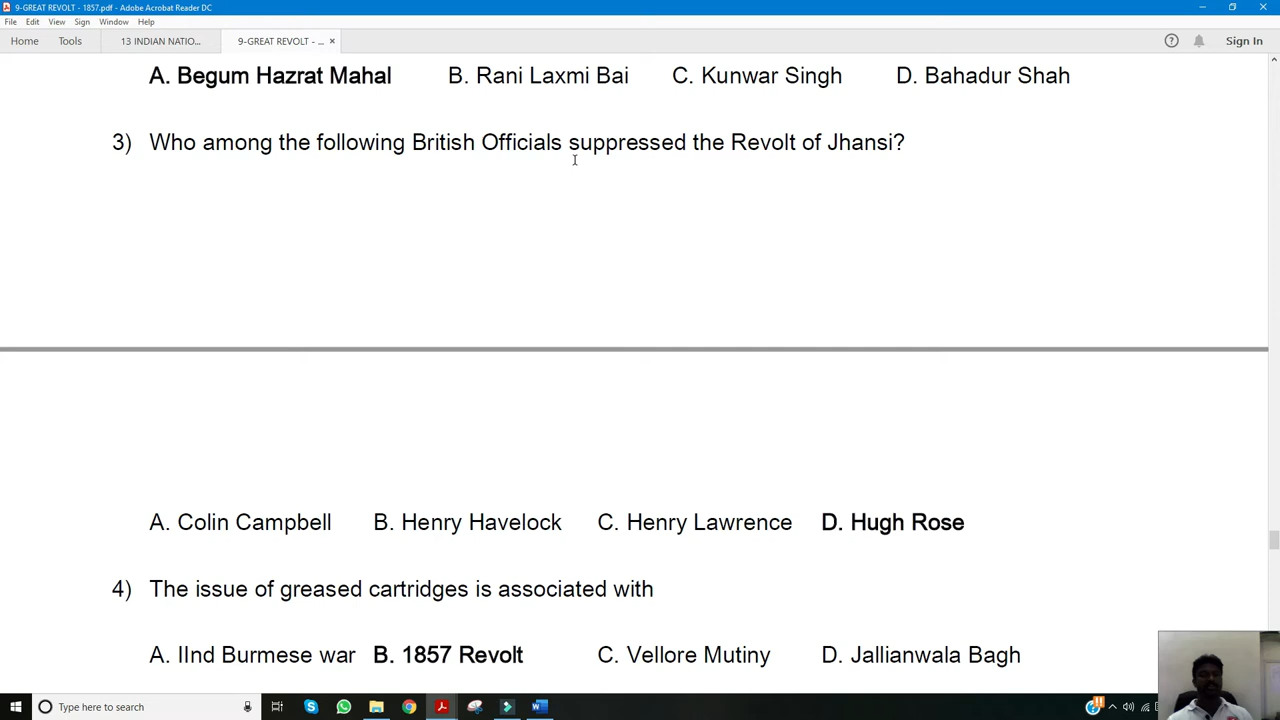 9-GREAT REVOLT - 1857.pdf - Adobe Acrobat Reader DC
File Edit View Sign Window Help
Home Tools 13 INDIAN NATIO... 9-GREAT REVOLT - ... × Sign In
A. Begum Hazrat Mahal B. Rani Laxmi Bai C. Kunwar Singh D. Bahadur Shah
3) Who among the following British Officials suppressed the Revolt of Jhansi?
A. Colin Campbell B. Henry Havelock C. Henry Lawrence D. Hugh Rose
4) The issue of greased cartridges is associated with
A. IInd Burmese war B. 1857 Revolt C. Vellore Mutiny D. Jallianwala Bagh
Type here to search